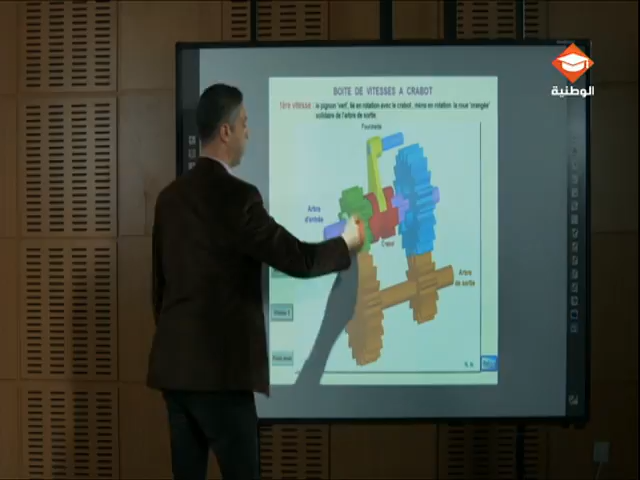 الوطنية
BOITE DE VITESSES A CRABOT
1ère vitesse : le pignon 'vert', lié en rotation avec le crabot, mène en rotation la roue 'orangée'
solidaire de l'arbre de sortie.
Fourchette
Arbre
d'entrée
Crabot
Arbre
de sortie